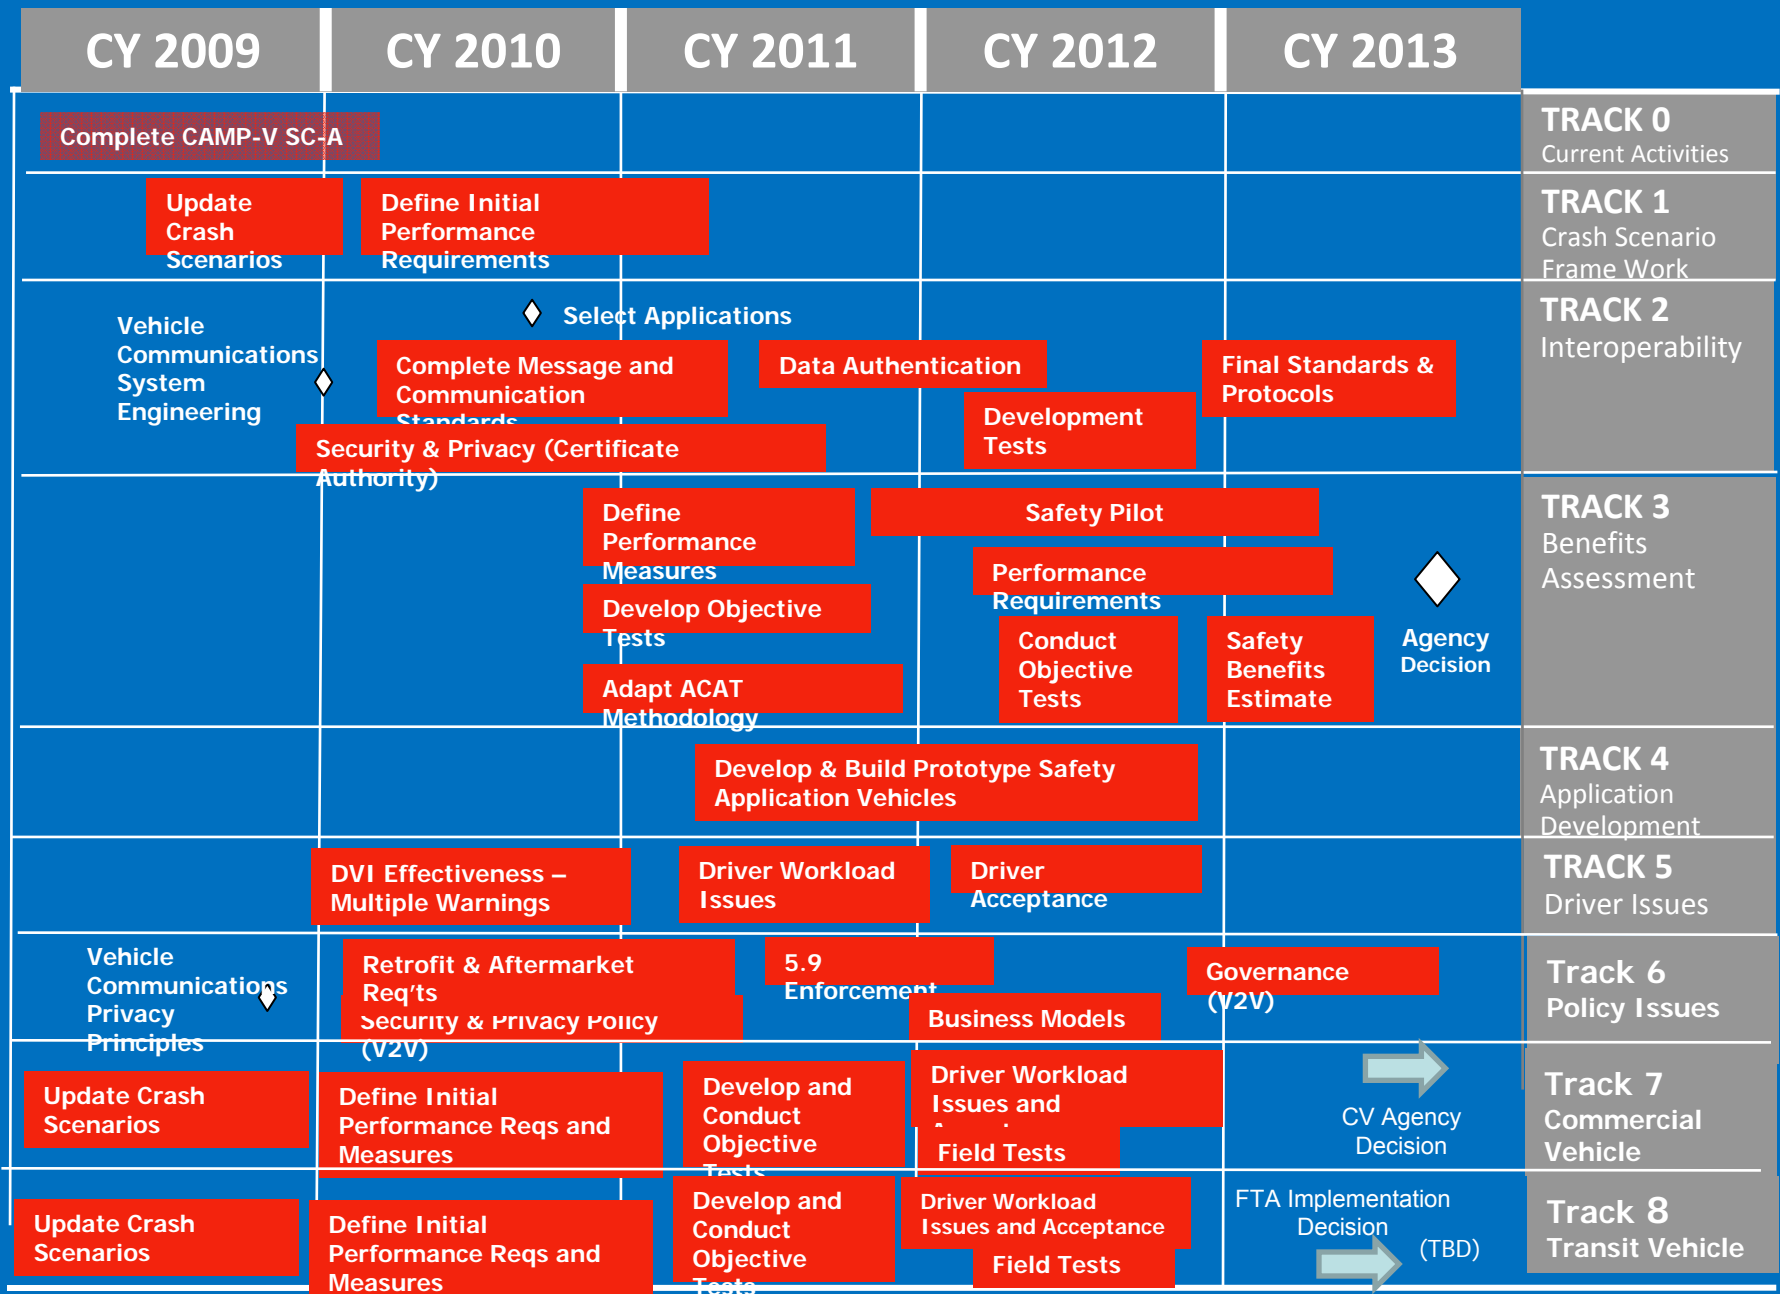 CY 2009
CY 2010
CY 2011
CY 2012
CY 2013
Complete CAMP-V SC-A
TRACK 0
Current Activities
Update
Crash
Scenarios
Define Initial
Performance
Requirements
TRACK 1
Crash Scenario
Frame Work
Vehicle
Communications
System
Engineering
Select Applications
Complete Message and
Communication
Standards
Security & Privacy (Certificate
Authority)
Data Authentication
Development
Tests
Final Standards &
Protocols
TRACK 2
Interoperability
Define
Performance
Measures
Develop Objective
Tests
Adapt ACAT
Methodology
Safety Pilot
Performance
Requirements
Conduct
Objective
Tests
Safety
Benefits
Estimate
Agency
Decision
TRACK 3
Benefits
Assessment
Develop & Build Prototype Safety
Application Vehicles
TRACK 4
Application
Development
DVI Effectiveness –
Multiple Warnings
Driver Workload
Issues
Driver
Acceptance
TRACK 5
Driver Issues
Vehicle
Communications
Privacy
Principles
Retrofit & Aftermarket
Req'ts
Security & Privacy Policy
(V2V)
5.9
Enforcement
Business Models
Governance
(V2V)
Track 6
Policy Issues
Update Crash
Scenarios
Define Initial
Performance Reqs and
Measures
Develop and
Conduct
Objective
Tests
Driver Workload
Issues and
Field Tests
CV Agency
Decision
Track 7
Commercial
Vehicle
Update Crash
Scenarios
Define Initial
Performance Reqs and
Measures
Develop and
Conduct
Objective
Tests
Driver Workload
Issues and Acceptance
Field Tests
FTA Implementation
Decision
(TBD)
Track 8
Transit Vehicle